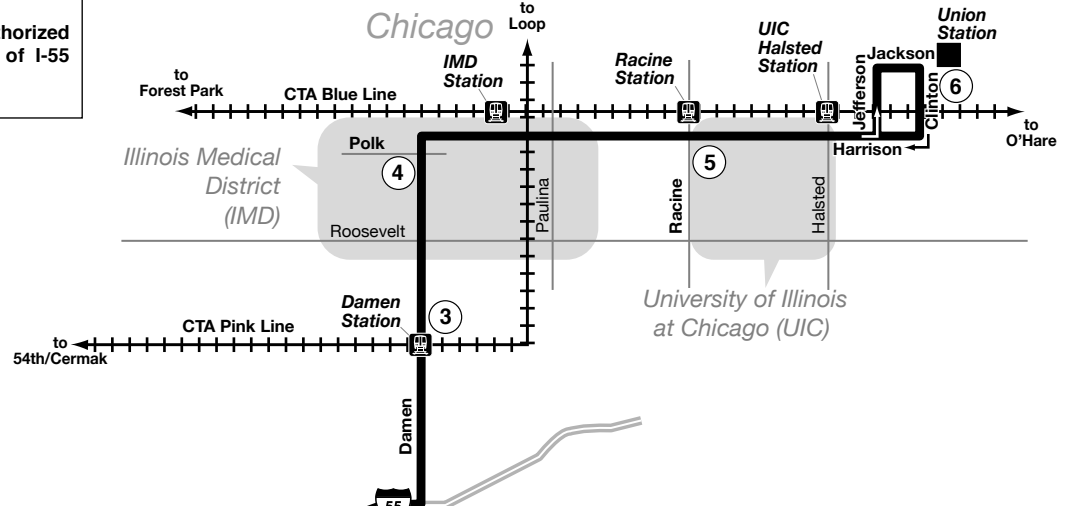 horized
of I-55
Chicago
to
Loop
Union
Station
UIC
Halsted
Station
Racine
Station
IMD
Station
Jackson
Jefferson
Clinton
6
to
Forest Park
CTA Blue Line
to
O'Hare
Harrison
Polk
4
5
Illinois Medical
District
(IMD)
Paulina
Racine
Halsted
Roosevelt
University of Illinois
at Chicago (UIC)
Damen
Station
3
CTA Pink Line
to
54th/Cermak
Damen
55